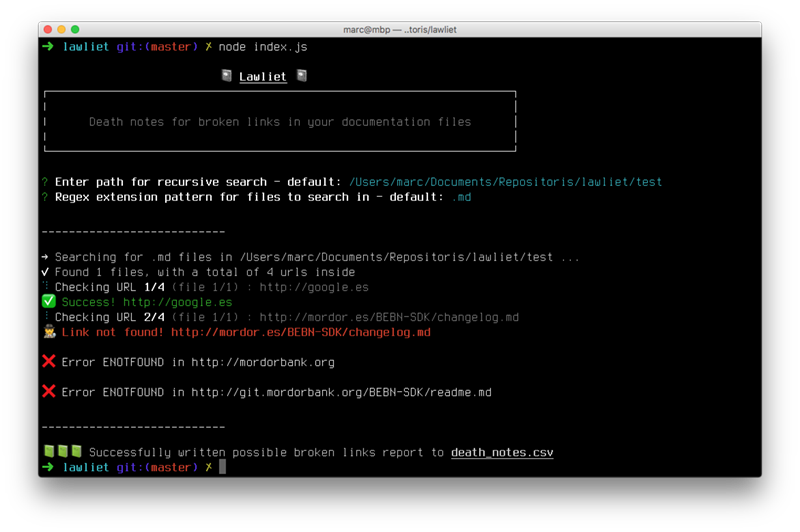 marc@mbp — ..toris/lawliet
➜ lawliet git:(master) ✗ node index.js
Lawliet
Death notes for broken links in your documentation files
? Enter path for recursive search - default: /Users/marc/Documents/Repositoris/lawliet/test
? Regex extension pattern for files to search in - default: .md
---------------------------
→ Searching for .md files in /Users/marc/Documents/Repositoris/lawliet/test ...
✓ Found 1 files, with a total of 4 urls inside
Checking URL 1/4 (file 1/1) : http://google.es
✅ Success! http://google.es
Checking URL 2/4 (file 1/1) : http://mordor.es/BEBN-SDK/changelog.md
Link not found! http://mordor.es/BEBN-SDK/changelog.md
❌ Error ENOTFOUND in http://mordorbank.org
❌ Error ENOTFOUND in http://git.mordorbank.org/BEBN-SDK/readme.md
---------------------------
Successfully written possible broken links report to death_notes.csv
➜ lawliet git:(master) ✗